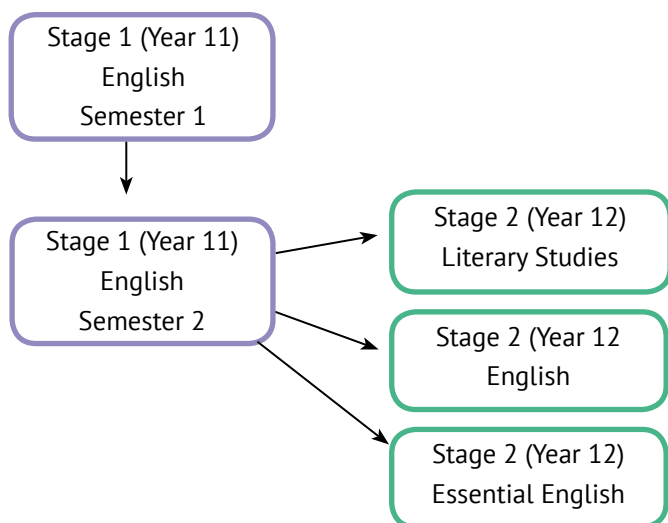 Stage 1 (Year 11)
English
Semester 1
Stage 1 (Year 11)
English
Semester 2
Stage 2 (Year 12)
Literary Studies
Stage 2 (Year 12
English
Stage 2 (Year 12)
Essential English